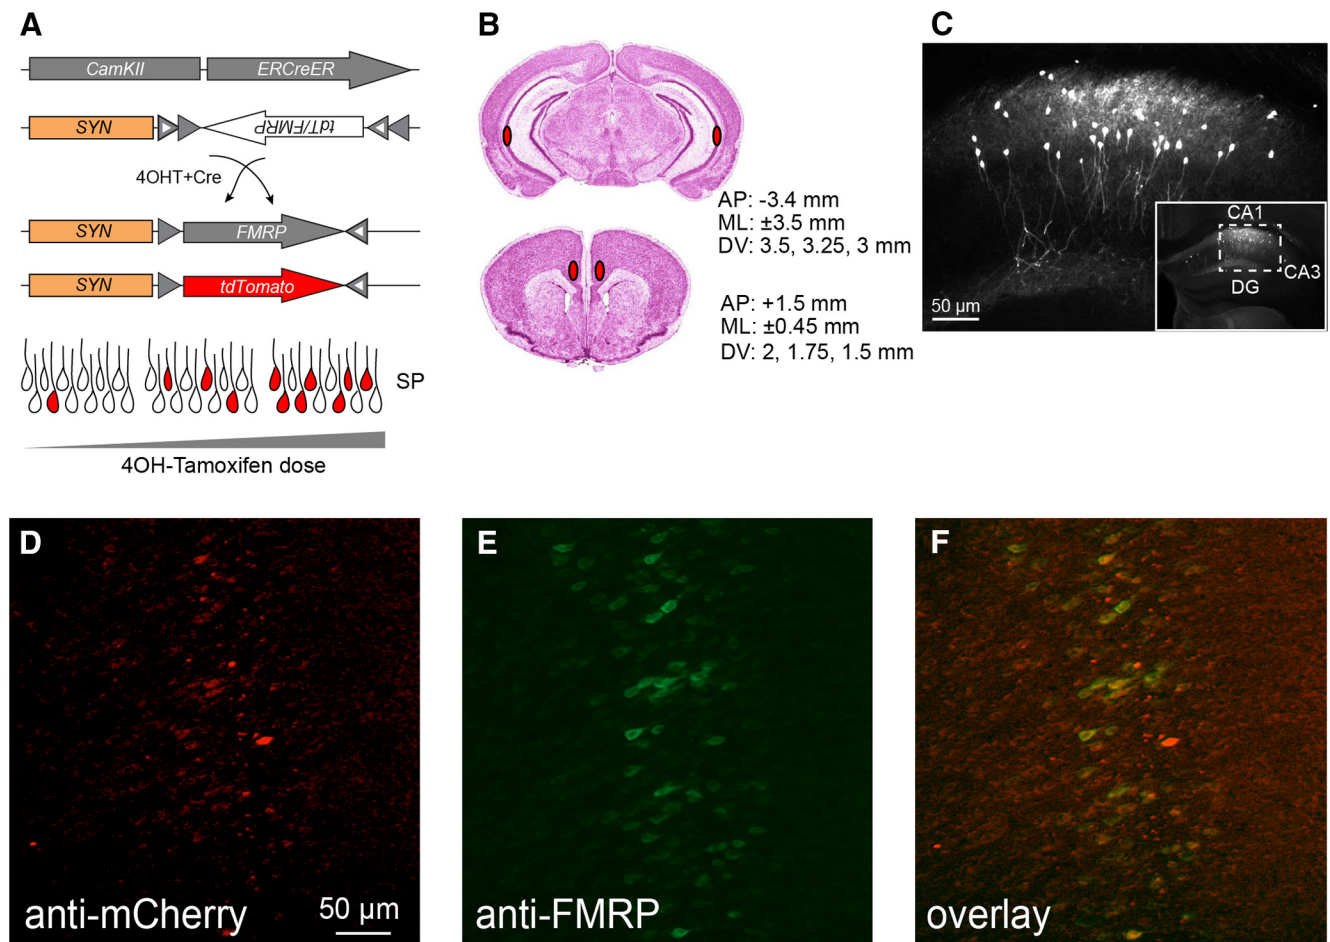 A
CamKII
ERCreER
SYN
tdT/FMRP
4OHT+Cre
SYN
FMRP
SYN
tdTomato
SP
4OH-Tamoxifen dose
B
AP: -3.4 mm
ML: ±3.5 mm
DV: 3.5, 3.25, 3 mm
AP: +1.5 mm
ML: ±0.45 mm
DV: 2, 1.75, 1.5 mm
C
CA1
CA3
DG
50 µm
D
anti-mCherry
50 µm
E
anti-FMRP
F
overlay